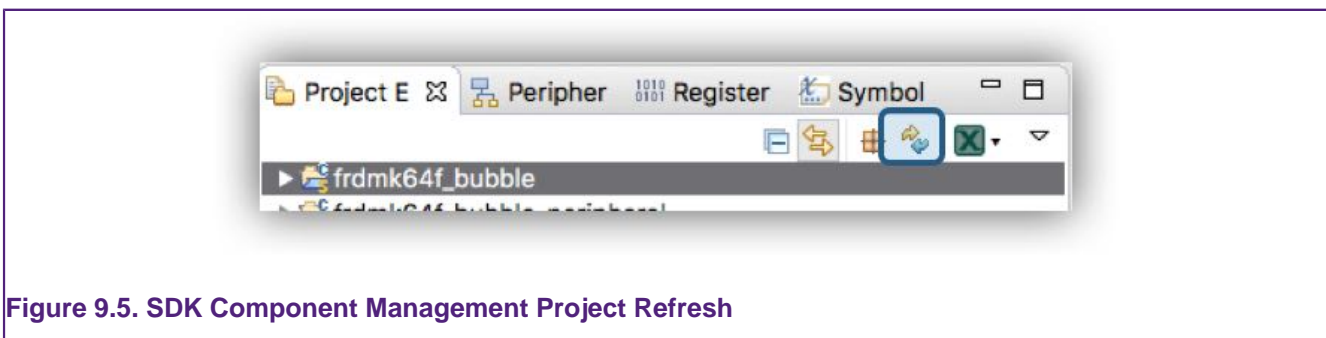 Project E Peripher 1010 0101 Register Symbol
frdmk64f_bubble
Figure 9.5. SDK Component Management Project Refresh